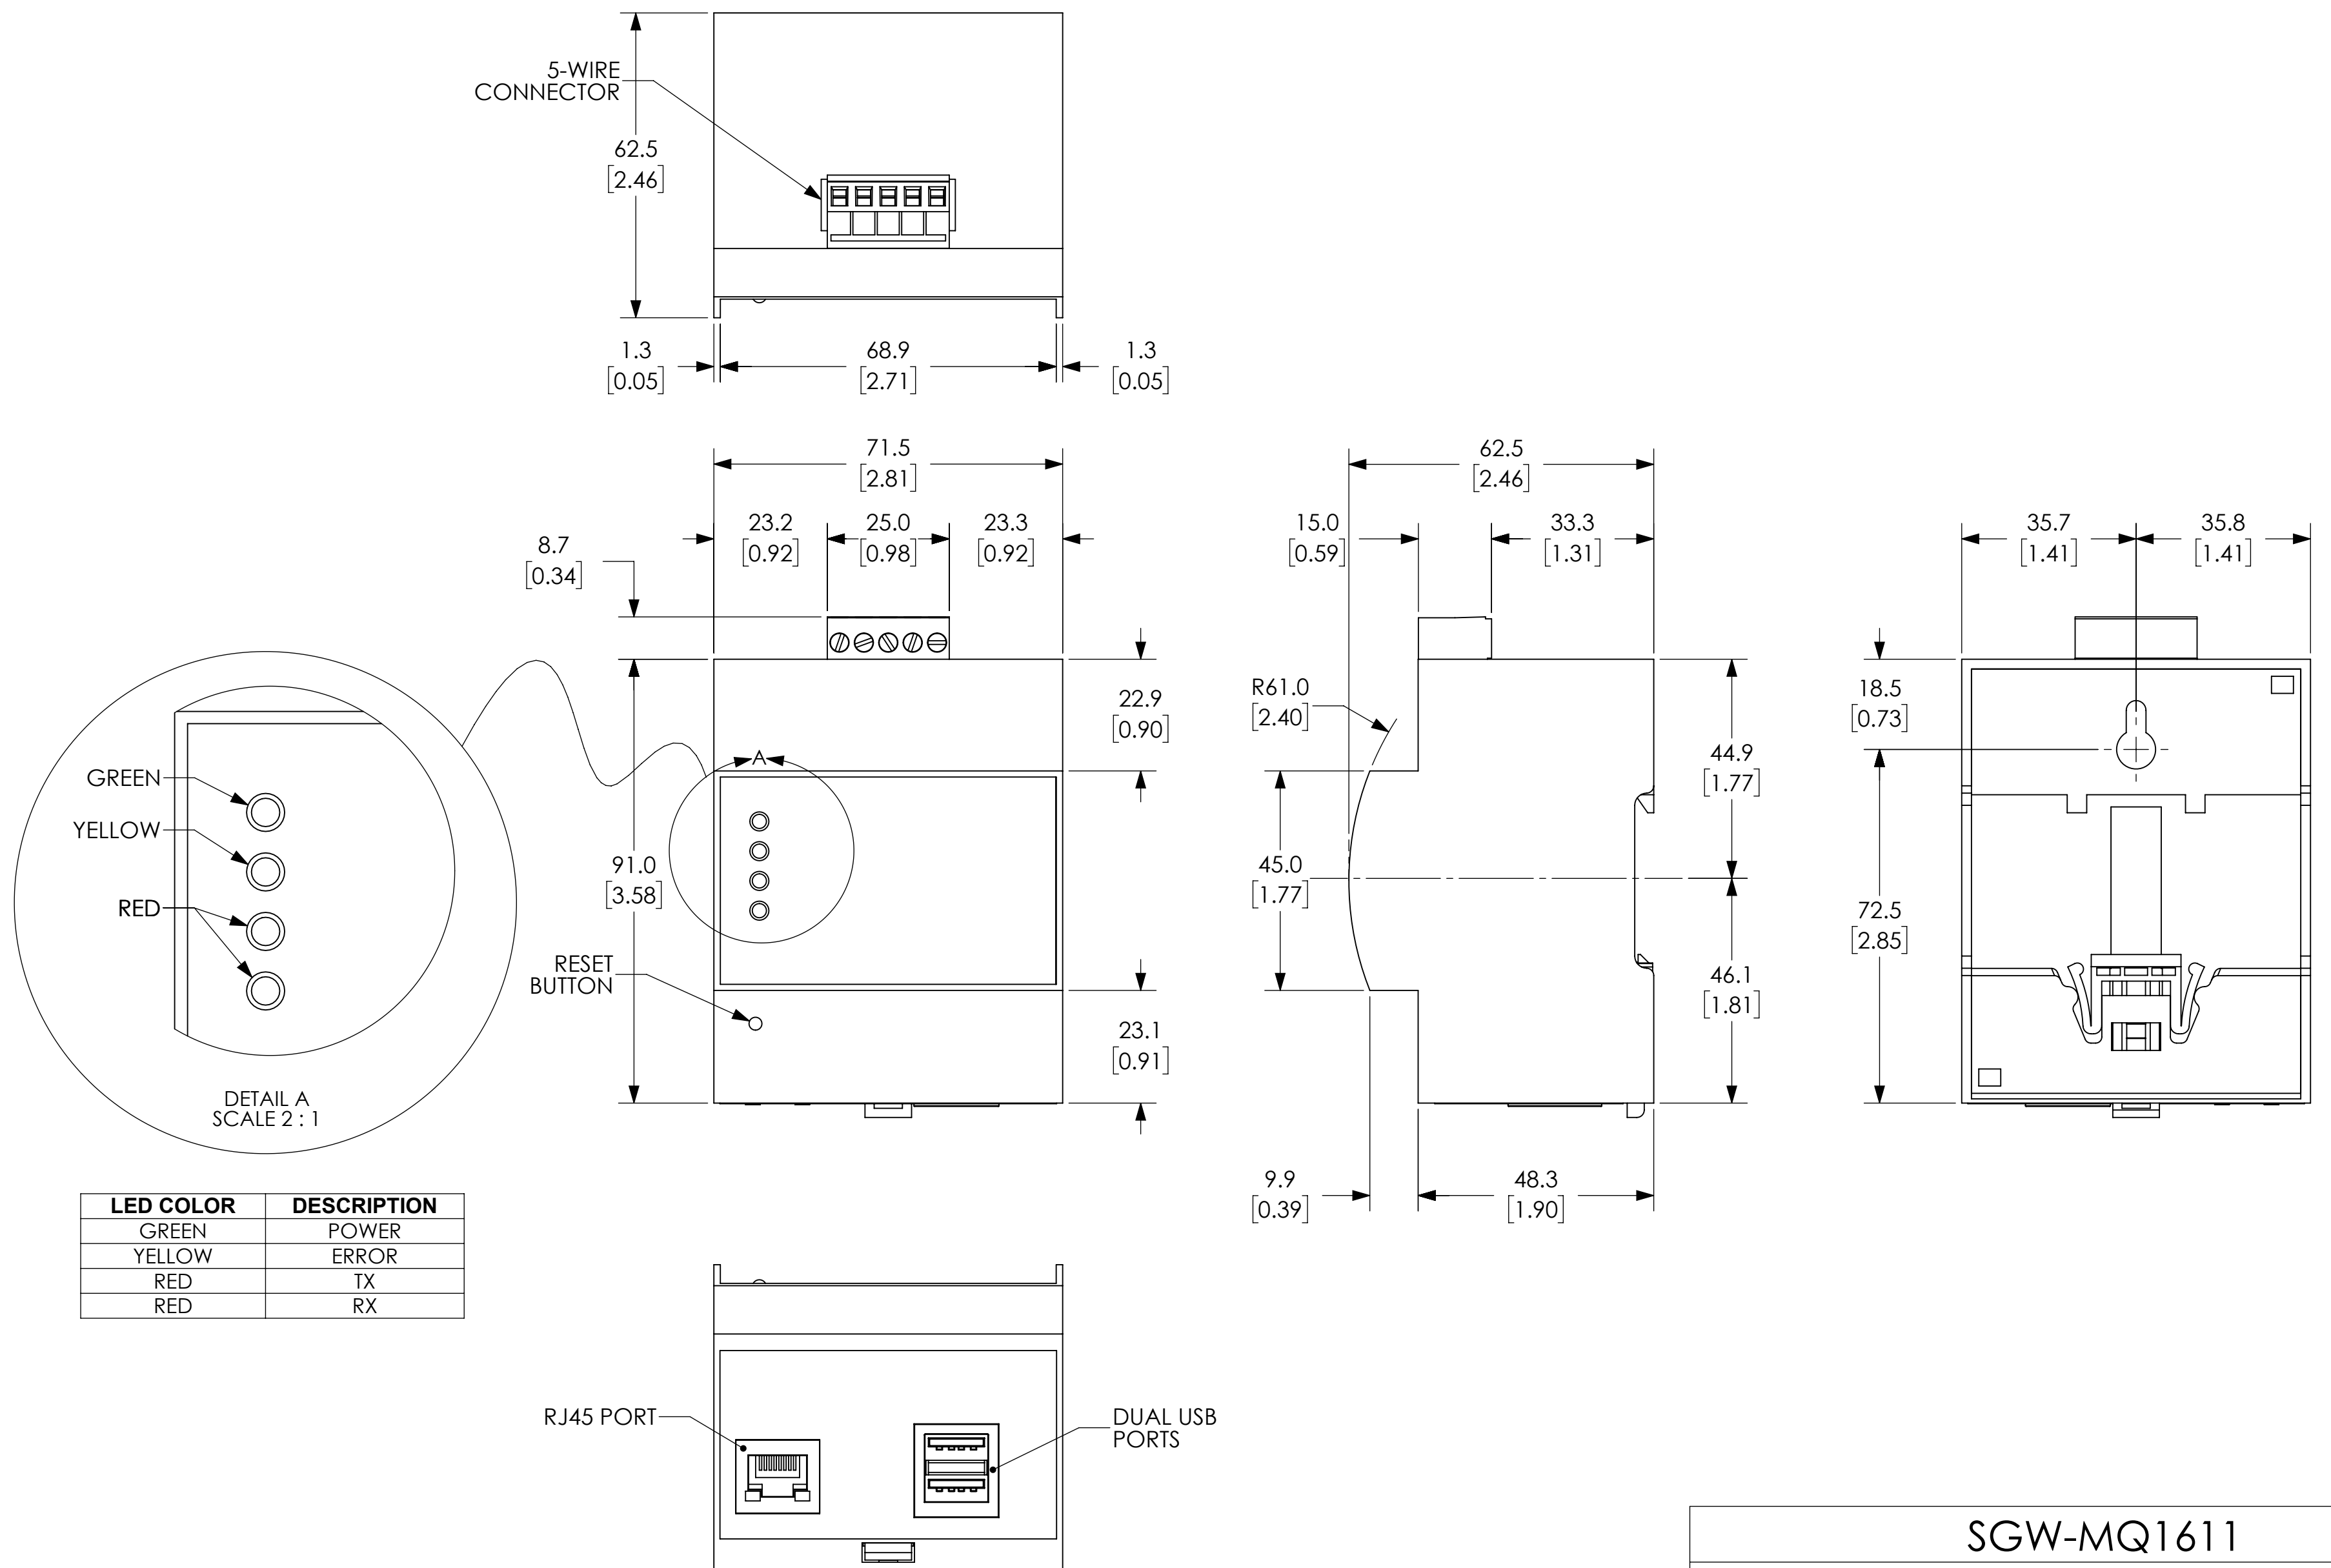 5-WIRE
CONNECTOR
62.5
[2.46]
1.3
[0.05]
68.9
[2.71]
1.3
[0.05]
71.5
[2.81]
23.2
[0.92]
25.0
[0.98]
23.3
[0.92]
8.7
[0.34]
22.9
[0.90]
A
91.0
[3.58]
RESET
BUTTON
23.1
[0.91]
GREEN
YELLOW
RED
DETAIL A
SCALE 2 : 1
62.5
[2.46]
15.0
[0.59]
33.3
[1.31]
R61.0
[2.40]
44.9
[1.77]
45.0
[1.77]
46.1
[1.81]
9.9
[0.39]
48.3
[1.90]
35.7
[1.41]
35.8
[1.41]
18.5
[0.73]
72.5
[2.85]
LED COLOR DESCRIPTION
GREEN POWER
YELLOW ERROR
RED TX
RED RX
RJ45 PORT
DUAL USB
PORTS
SGW-MQ1611